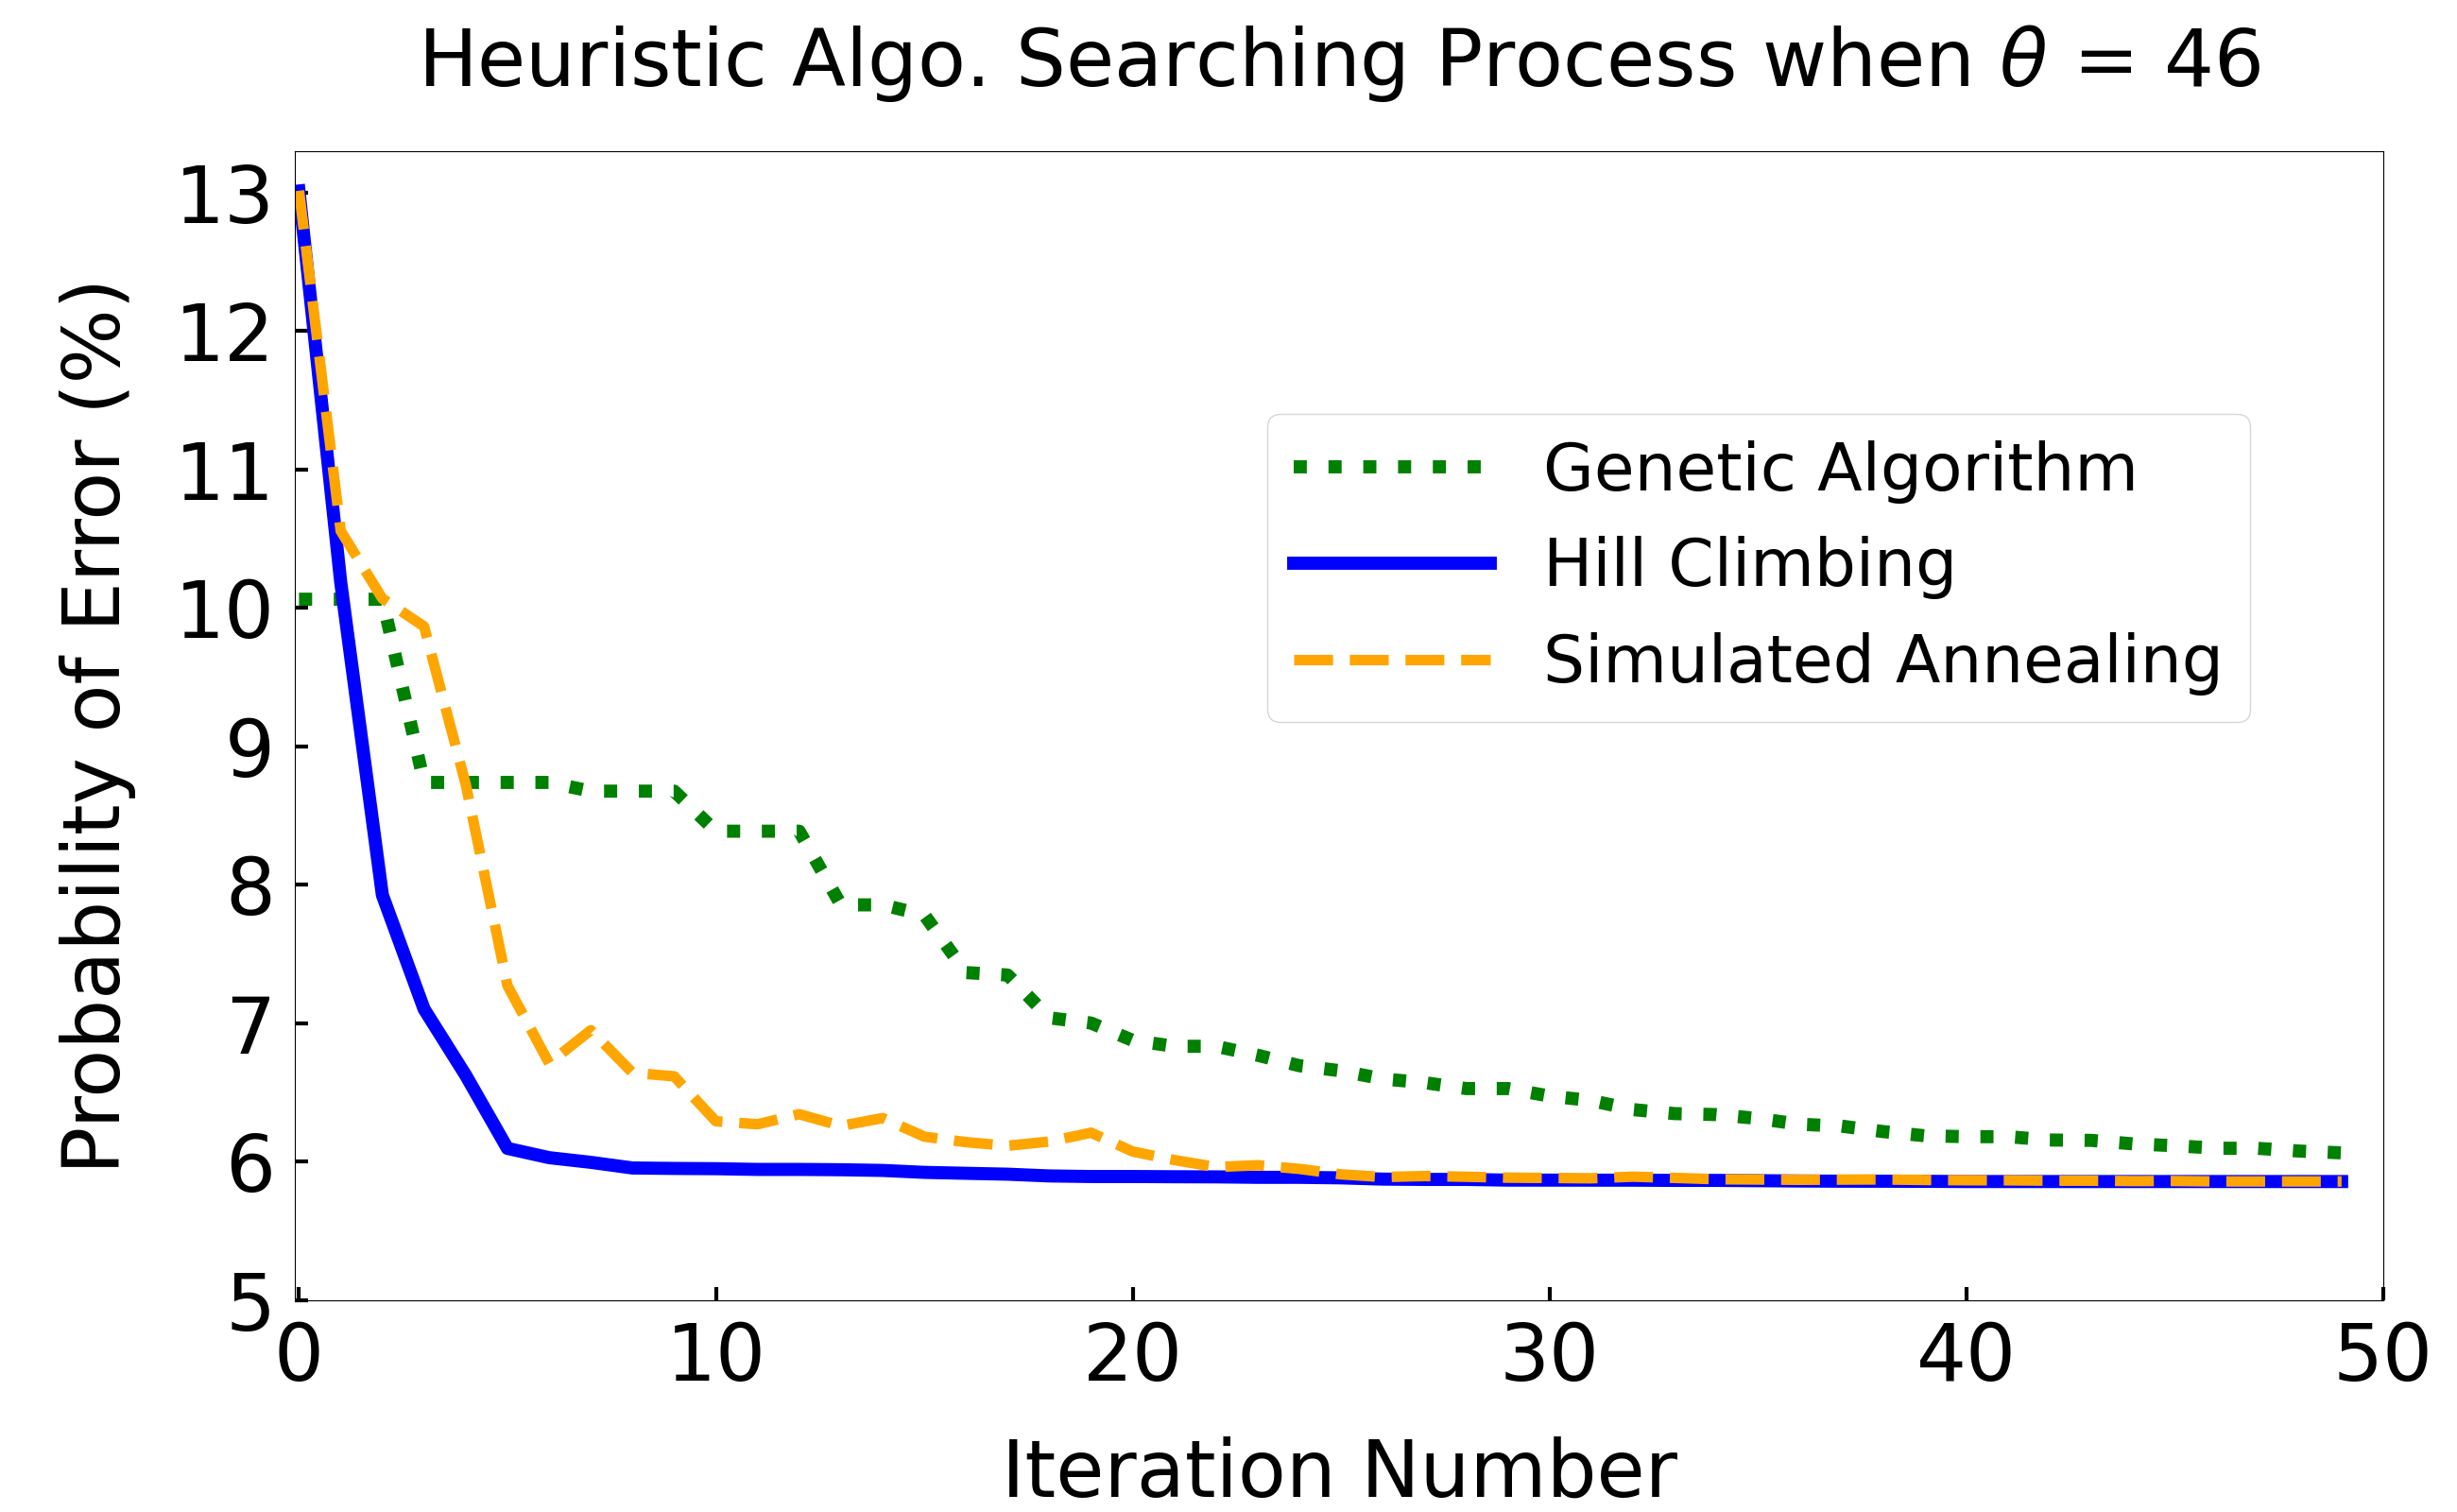 Heuristic Algo. Searching Process when θ = 46
Probability of Error (%)
13
12
11
10
9
8
7
6
5
Genetic Algorithm
Hill Climbing
Simulated Annealing
0 10 20 30 40 50
Iteration Number